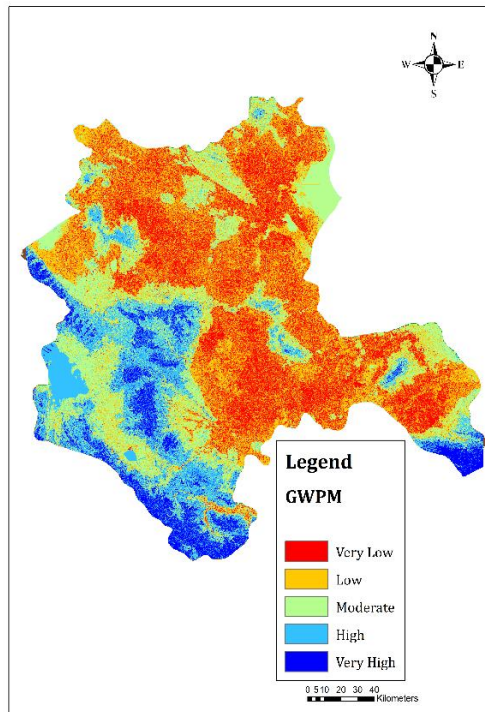 N
W E
S
Legend
GWPM
Very Low
Low
Moderate
High
Very High
0 5 10 20 30 40
Kilometers